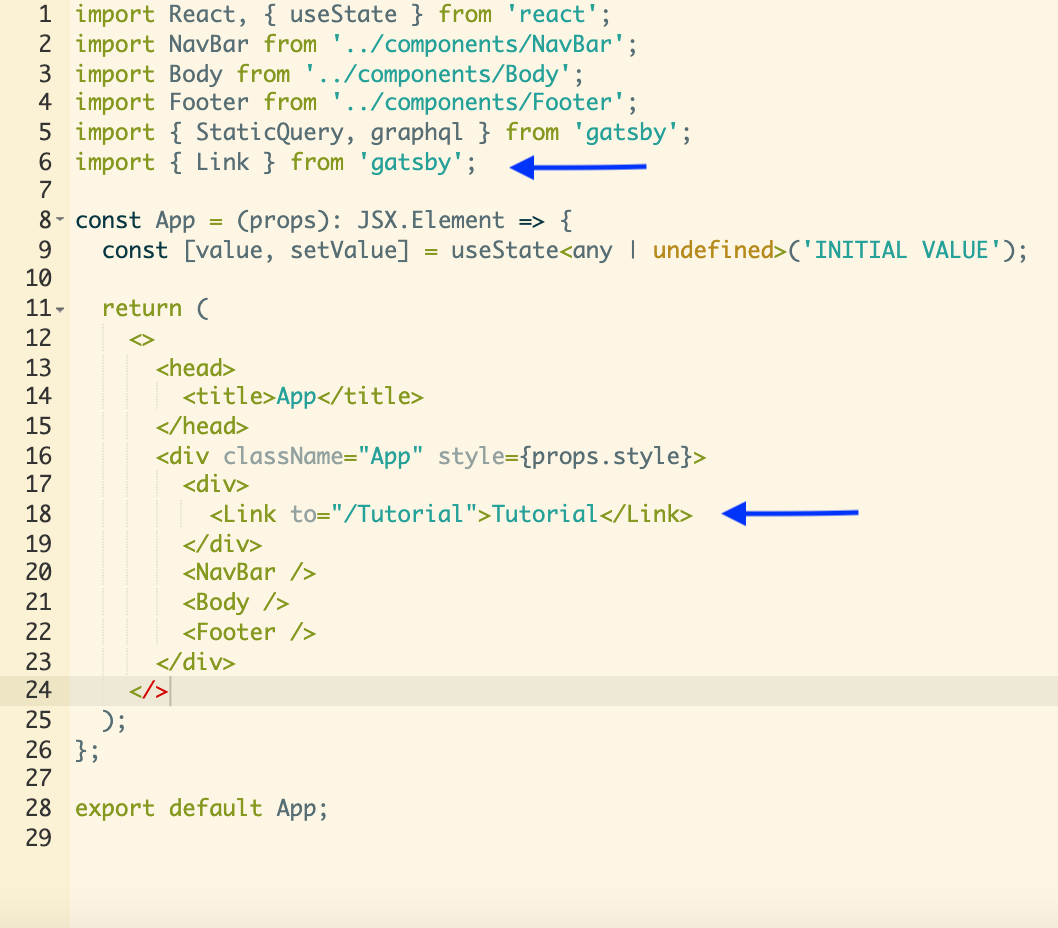 1 import React, { useState } from 'react';
2 import NavBar from '../components/NavBar';
3 import Body from '../components/Body';
4 import Footer from '../components/Footer';
5 import { StaticQuery, graphql } from 'gatsby';
6 import { Link } from 'gatsby';
7
8 const App = (props): JSX.Element => {
9   const [value, setValue] = useState<any | undefined>('INITIAL VALUE');
10
11   return (
12     <>
13       <head>
14         <title>App</title>
15       </head>
16       <div className="App" style={props.style}>
17         <div>
18           <Link to="/Tutorial">Tutorial</Link>
19         </div>
20         <NavBar />
21         <Body />
22         <Footer />
23       </div>
24     </>
25   );
26 };
27
28 export default App;
29